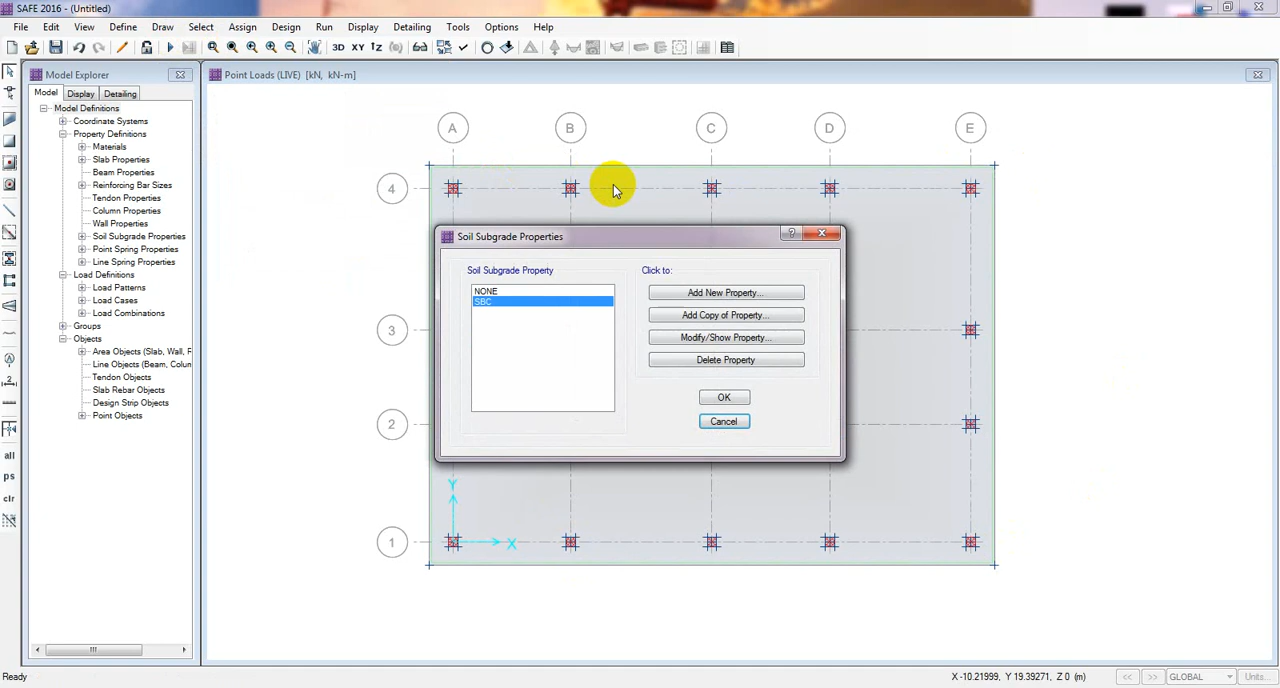 SAFE 2016 - (Untitled)
File Edit View Define Draw Select Assign Design Run Display Detailing Tools Options Help
3D XY
Model Explorer
Point Loads (LIVE) [kN, kN-m]
Model Display Detailing
Model Definitions
Coordinate Systems
Property Definitions
Materials
Slab Properties
Beam Properties
Reinforcing Bar Sizes
Tendon Properties
Column Properties
Wall Properties
Soil Subgrade Properties
Point Spring Properties
Line Spring Properties
Load Definitions
Load Patterns
Load Cases
Load Combinations
Groups
Objects
Area Objects (Slab, Wall, F
Line Objects (Beam, Colun
Tendon Objects
Slab Rebar Objects
Design Strip Objects
Point Objects
all
ps
clr
A B C D E
4
3
2
1
Y
X
Soil Subgrade Properties
?
Soil Subgrade Property
NONE
SBC
Click to:
Add New Property...
Add Copy of Property...
Modify/Show Property...
Delete Property
OK
Cancel
Ready
X -10.21999, Y 19.39271, Z 0 (m)
<< >> GLOBAL Units...